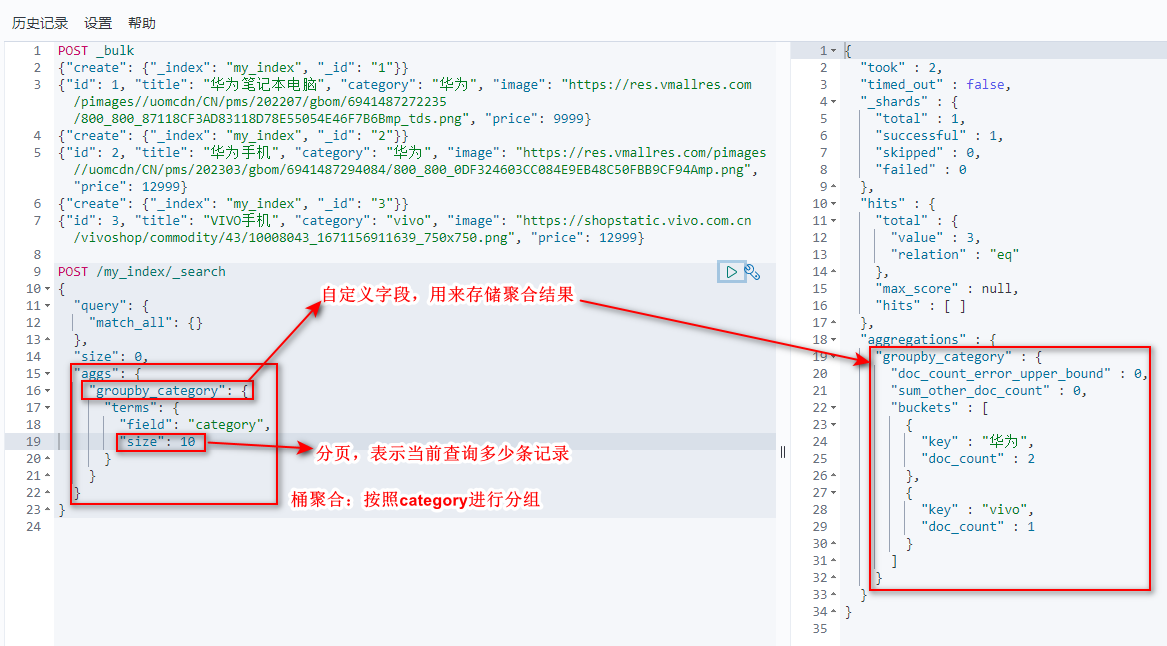 历史记录 设置 帮助
1 POST _bulk
2 {"create": {"_index": "my_index", "_id": "1"}}
3 {"id": 1, "title": "华为笔记本电脑", "category": "华为", "image": "https://res.vmallres.com
/pimages//uomcdn/CN/pms/202207/gbom/6941487272235
/800_800_87118CF3AD83118D78E55054E46F7B6Bmp_tds.png", "price": 9999}
4 {"create": {"_index": "my_index", "_id": "2"}}
5 {"id": 2, "title": "华为手机", "category": "华为", "image": "https://res.vmallres.com/pimages
//uomcdn/CN/pms/202303/gbom/6941487294084/800_800_0DF324603CC084E9EB48C50FBB9CF94Amp.png",
"price": 12999}
6 {"create": {"_index": "my_index", "_id": "3"}}
7 {"id": 3, "title": "VIVO手机", "category": "vivo", "image": "https://shopstatic.vivo.com.cn
/vivoshop/commodity/43/10008043_1671156911639_750x750.png", "price": 12999}
8
9 POST /my_index/_search
10 {
11 "query": {
12 "match_all": {}
13 },
14 "size": 0,
15 "aggs": {
16 "groupby_category": {
17 "terms": {
18 "field": "category",
19 "size": 10
20 }
21 }
22 }
23 }
24
自定义字段，用来存储聚合结果
分页，表示当前查询多少条记录
桶聚合：按照category进行分组
1 {
2 "took" : 2,
3 "timed_out" : false,
4 "_shards" : {
5 "total" : 1,
6 "successful" : 1,
7 "skipped" : 0,
8 "failed" : 0
9 },
10 "hits" : {
11 "total" : {
12 "value" : 3,
13 "relation" : "eq"
14 },
15 "max_score" : null,
16 "hits" : [ ]
17 },
18 "aggregations" : {
19 "groupby_category" : {
20 "doc_count_error_upper_bound" : 0,
21 "sum_other_doc_count" : 0,
22 "buckets" : [
23 {
24 "key" : "华为",
25 "doc_count" : 2
26 },
27 {
28 "key" : "vivo",
29 "doc_count" : 1
30 }
31 ]
32 }
33 }
34 }
35